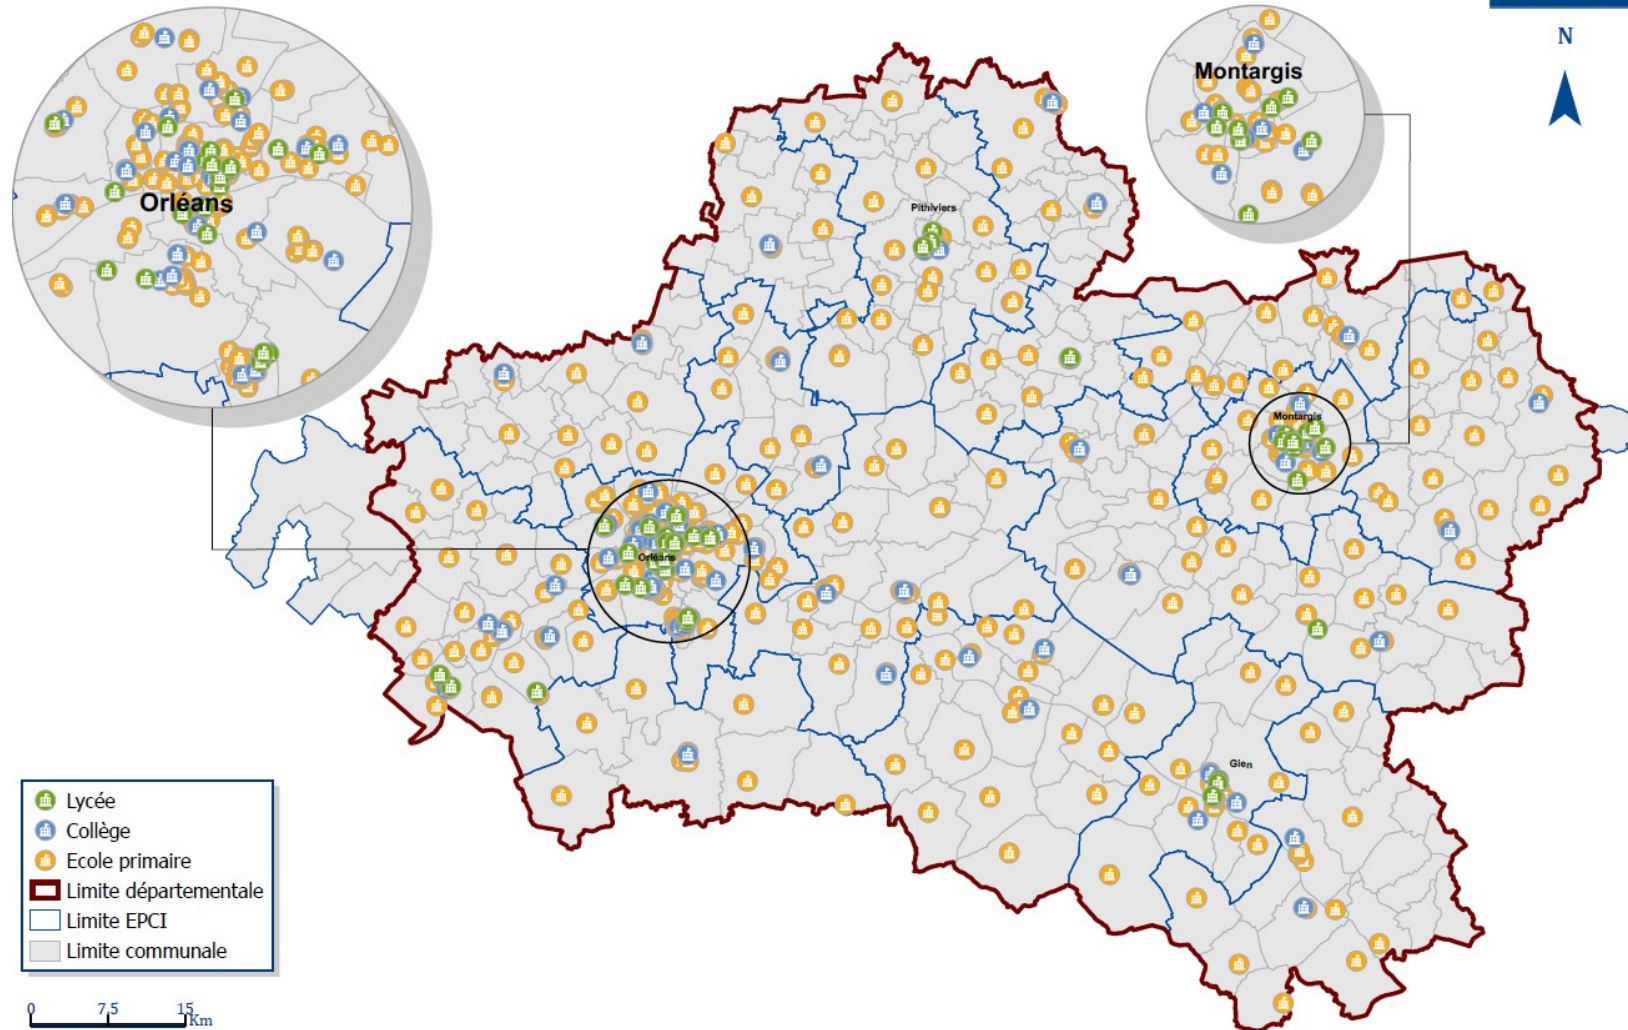 N
Orléans
Montargis
Pithiviers
Montargis
Orléans
Gien
Lycée
Collège
Ecole primaire
Limite départementale
Limite EPCI
Limite communale
0 7,5 15
Km